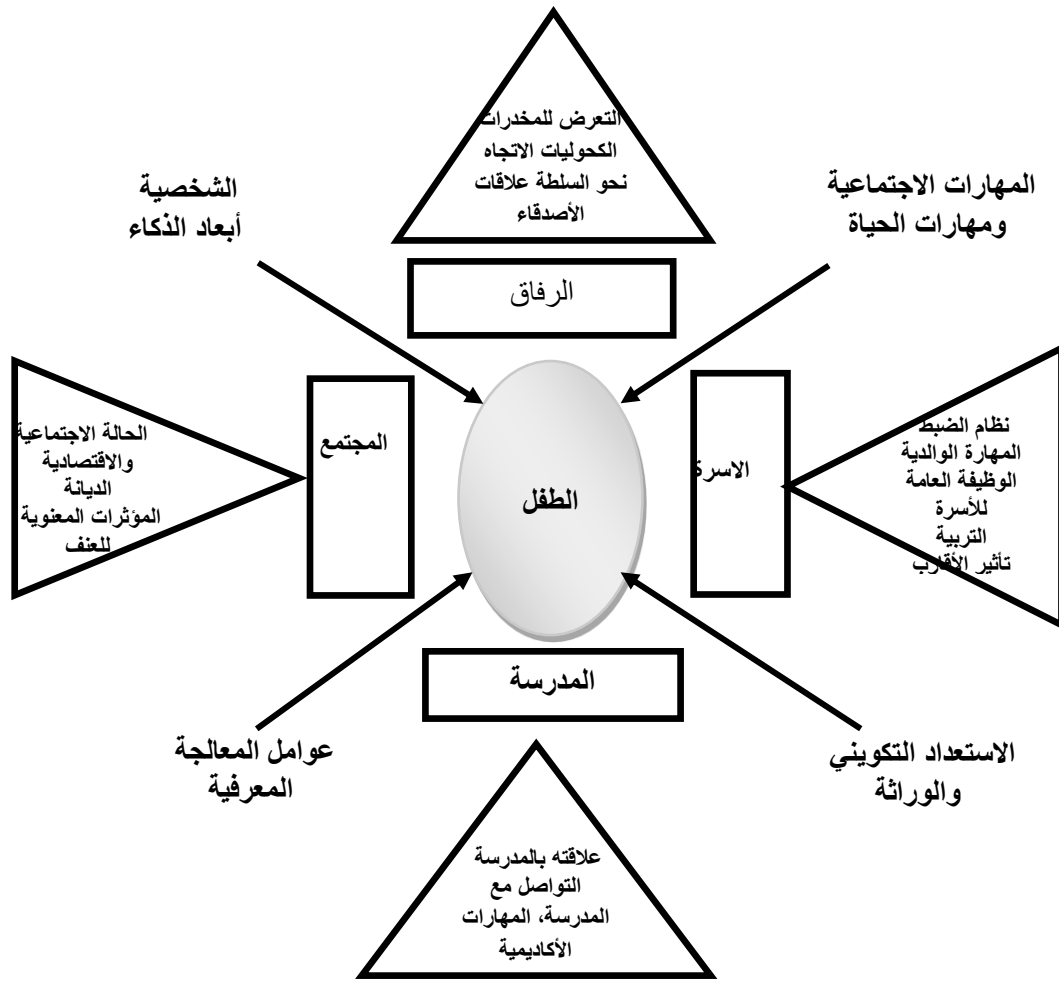 التعرض للمخدرات
الكحوليات الاتجاه
نحو السلطة علاقات
الأصدقاء
المهارات الاجتماعية
ومهارات الحياة
الشخصية
أبعاد الذكاء
الرفاق
نظام الضبط
المهارة الوالدية
الوظيفة العامة
للأسرة
التربية
تأثير الأقارب
الاسرة
الطفل
المجتمع
الحالة الاجتماعية
والاقتصادية
الديانة
المؤثرات المعنوية
للعنف
المدرسة
الاستعداد التكويني
والوراثة
عوامل المعالجة
المعرفية
علاقته بالمدرسة
التواصل مع
المدرسة، المهارات
الأكاديمية